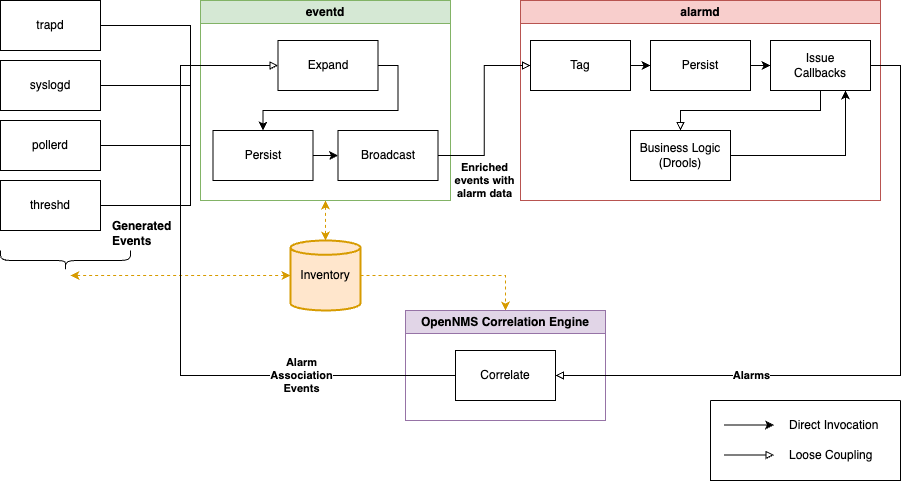 trapd
syslogd
pollerd
threshd
Generated
Events
eventd
Expand
Persist
Broadcast
Enriched
events with
alarm data
alarmd
Tag
Persist
Issue
Callbacks
Business Logic
(Drools)
Inventory
OpenNMS Correlation Engine
Correlate
Alarm
Association
Events
Alarms
Direct Invocation
Loose Coupling